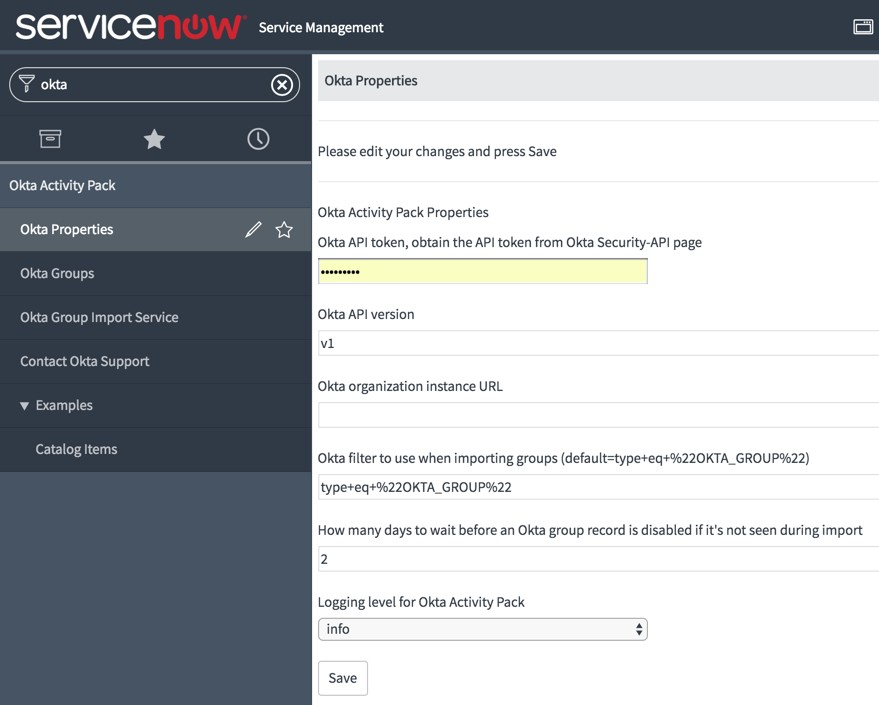 servicenow Service Management
okta
Okta Properties
Please edit your changes and press Save
Okta Activity Pack
Okta Properties
Okta Groups
Okta Group Import Service
Contact Okta Support
Examples
Catalog Items
Okta Activity Pack Properties
Okta API token, obtain the API token from Okta Security-API page
•••••••••
Okta API version
v1
Okta organization instance URL
Okta filter to use when importing groups (default=type+eq+%22OKTA_GROUP%22)
type+eq+%22OKTA_GROUP%22
How many days to wait before an Okta group record is disabled if it's not seen during import
2
Logging level for Okta Activity Pack
info
Save